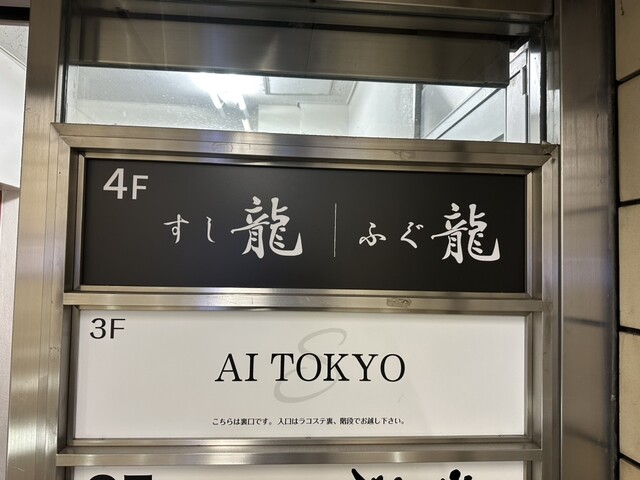 4F
すし龍 | ふぐ龍
3F
AI TOKYO
こちらは裏口です。入口はラコステ裏、階段でお越し下さい。